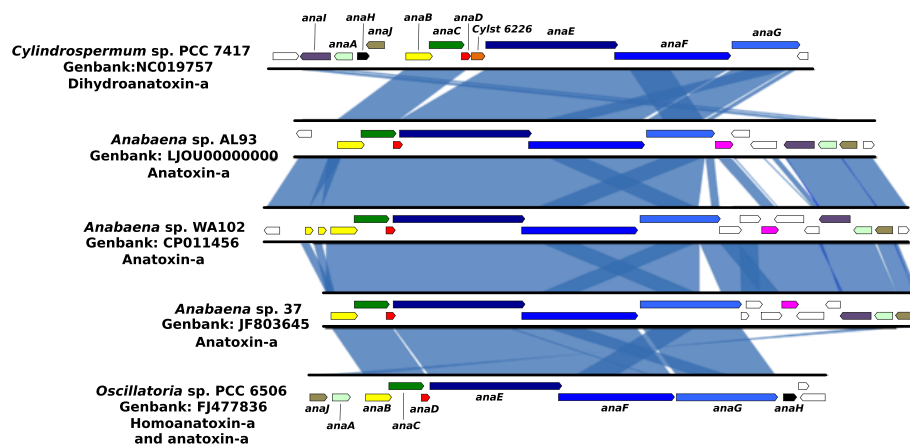 anaI
anaH
anaA
anaJ
anaB
anaC
anaD
Cylst 6226
anaE
anaF
anaG
Cylindrospermum sp. PCC 7417
Genbank:NC019757
Dihydroanatoxin-a
Anabaena sp. AL93
Genbank: LJOU00000000
Anatoxin-a
Anabaena sp. WA102
Genbank: CP011456
Anatoxin-a
Anabaena sp. 37
Genbank: JF803645
Anatoxin-a
Oscillatoria sp. PCC 6506
Genbank: FJ477836
Homoanatoxin-a
and anatoxin-a
anaJ
anaA
anaB
anaC
anaD
anaE
anaF
anaG
anaH